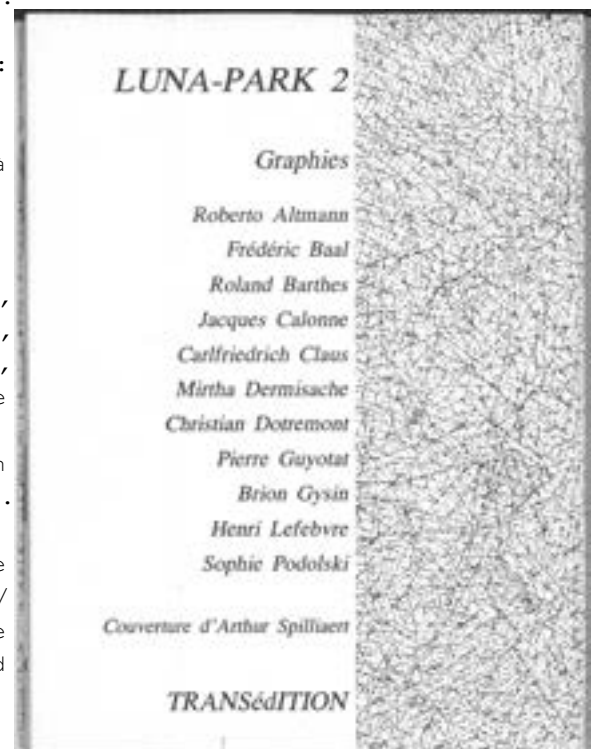 LUNA-PARK 2
Graphies
Roberto Altmann
Frédéric Baal
Roland Barthes
Jacques Calonne
Carlfriedrich Claus
Mirtha Dermisache
Christian Dotremont
Pierre Guyotat
Brion Gysin
Henri Lefebvre
Sophie Podolski
Couverture d'Arthur Spilliaert
TRANSédITION